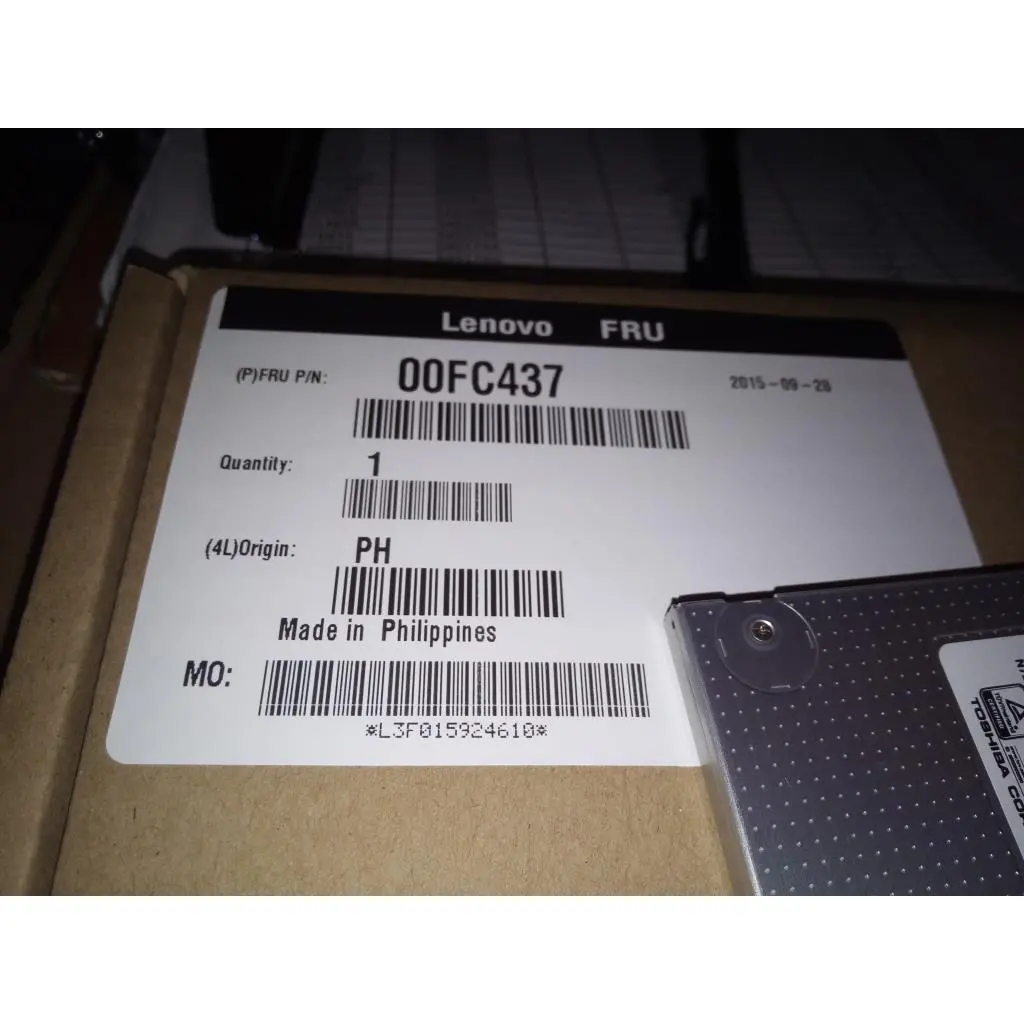 Lenovo FRU
(P)FRU P/N: 00FC437 2015-09-28
Quantity: 1
(4L)Origin: PH
Made in Philippines
MO:
*L3F015924610*
TOSHIBA